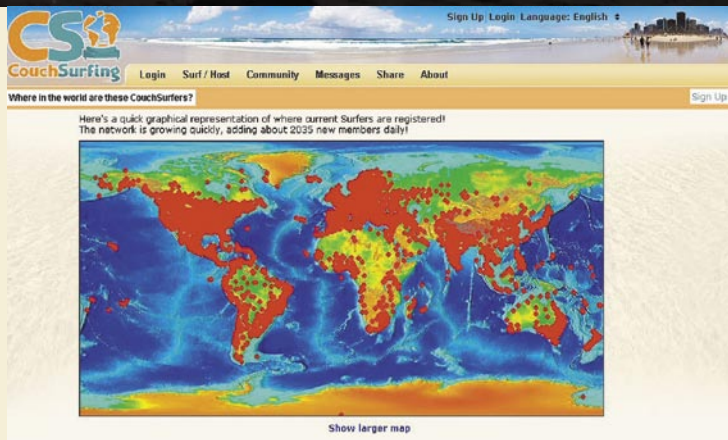 Sign Up Login Language: English
CS
CouchSurfing
Login Surf / Host Community Messages Share About
Where in the world are these CouchSurfers?
Sign Up
Here's a quick graphical representation of where current Surfers are registered!
The network is growing quickly, adding about 2035 new members daily!
Show larger map